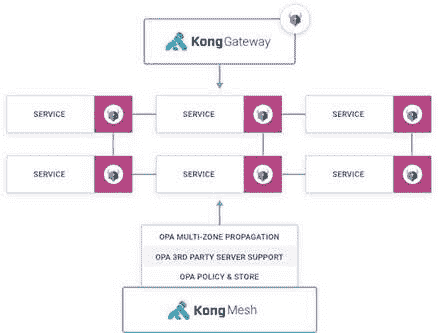 Kong Gateway
SERVICE SERVICE SERVICE
SERVICE SERVICE SERVICE
OPA MULTI-ZONE PROPAGATION
OPA 3RD PARTY SERVER SUPPORT
OPA POLICY & STORE
Kong Mesh